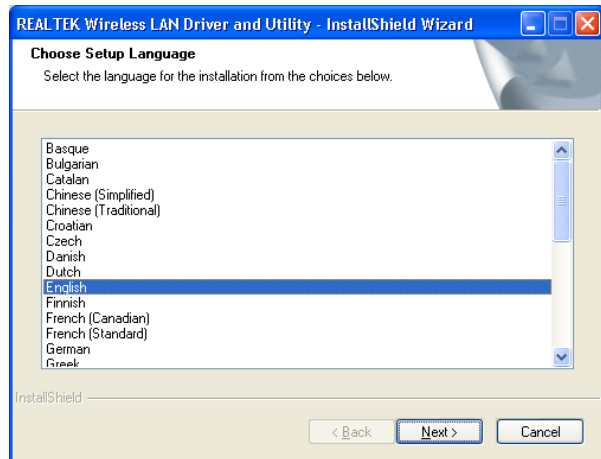 REALTEK Wireless LAN Driver and Utility - InstallShield Wizard
Choose Setup Language
Select the language for the installation from the choices below.
Basque
Bulgarian
Catalan
Chinese (Simplified)
Chinese (Traditional)
Croatian
Czech
Danish
Dutch
English
Finnish
French (Canadian)
French (Standard)
German
Greek
InstallShield
< Back Next > Cancel